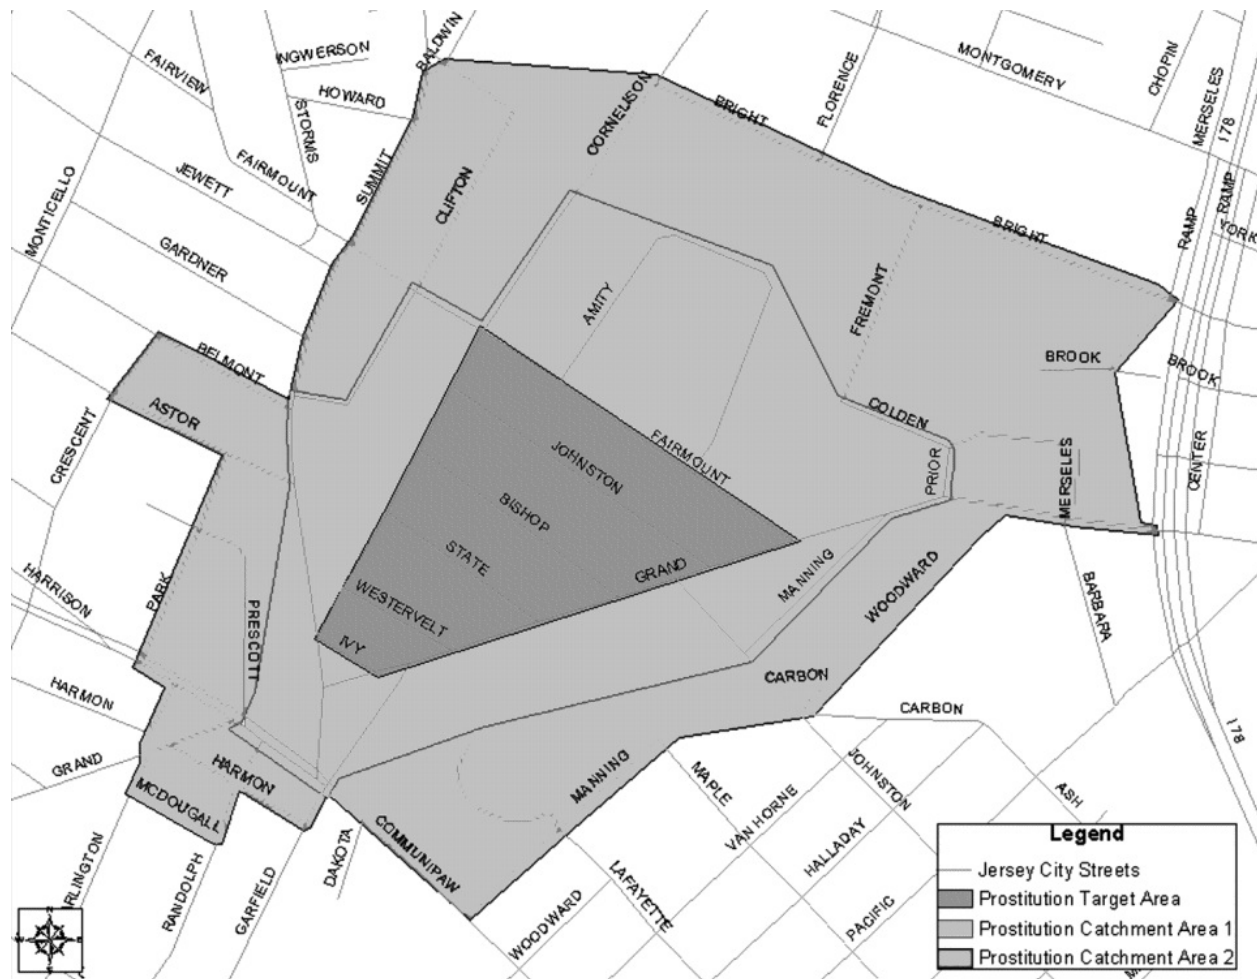 BALDWIN
INGWERSON
FAIRVIEW
HOWARD
STORMS
MONTGOMERY
CHOPIN
MERSELES
178
FLORENCE
BRIGHT
CORNELISON
SUMMIT
FAIRMOUNT
JEWETT
CLIFTON
MONTICELLO
RAMP
RAMP
YORK
BRIGHT
GARDNER
FREMONT
AMITY
BROOK
BROOK
BELMONT
ASTOR
CRESCENT
COLDEN
FAIRMOUNT
JOHNSTON
PRIOR
MERSELES
CENTER
BISHOP
STATE
GRAND
MANNING
WOODWARD
BARBARA
HARRISON
PARK
PRESCOTT
WESTERVELT
IVY
CARBON
CARBON
HARMON
GRAND
HARMON
MCDOUGALL
MANNING
MAPLE
JOHNSTON
178
ASH
VAN HORNE
HALLADAY
COMMUNIPAW
DAKOTA
RANDOLPH
GARFIELD
LAFAYETTE
WOODWARD
PACIFIC
Legend
Jersey City Streets
Prostitution Target Area
Prostitution Catchment Area 1
Prostitution Catchment Area 2
N